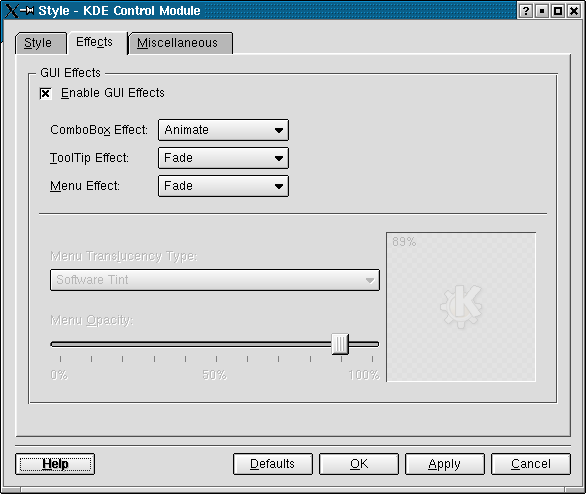 Style - KDE Control Module
Style Effects Miscellaneous
GUI Effects
Enable GUI Effects
ComboBox Effect: Animate
ToolTip Effect: Fade
Menu Effect: Fade
89%
Menu Translucency Type:
Software Tint
Menu Opacity:
0% 50% 100%
Help Defaults OK Apply Cancel